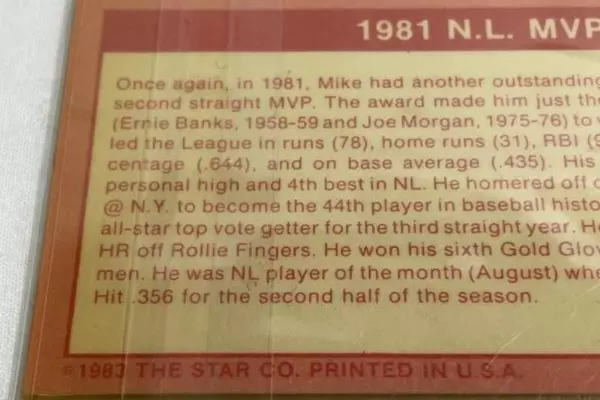 1981 N.L. MVP
Once again, in 1981, Mike had another outstanding
second straight MVP. The award made him just the
(Ernie Banks, 1958-59 and Joe Morgan, 1975-76) to
led the League in runs (78), home runs (31), RBI (9
centage (.644), and on base average (.435). His
personal high and 4th best in NL. He homered off
@ N.Y. to become the 44th player in baseball histo
all-star top vote getter for the third straight year. He
HR off Rollie Fingers. He won his sixth Gold Glov
men. He was NL player of the month (August) whe
Hit .356 for the second half of the season.
©1983 THE STAR CO. PRINTED IN U.S.A.